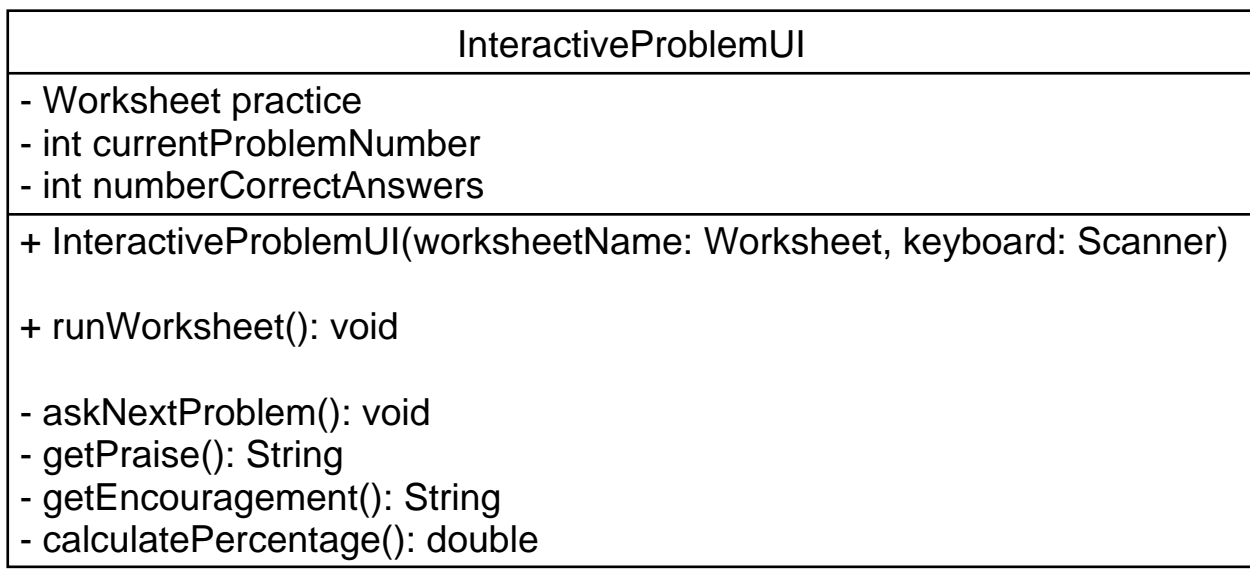 InteractiveProblemUI
- Worksheet practice
- int currentProblemNumber
- int numberCorrectAnswers
+ InteractiveProblemUI(worksheetName: Worksheet, keyboard: Scanner)
+ runWorksheet(): void
- askNextProblem(): void
- getPraise(): String
- getEncouragement(): String
- calculatePercentage(): double